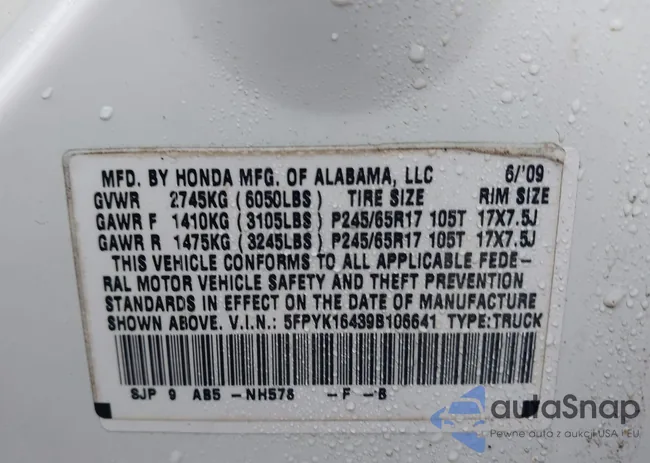 MFD. BY HONDA MFG. OF ALABAMA, LLC 6/'09
GVWR 2745KG (6050LBS) TIRE SIZE RIM SIZE
GAWR F 1410KG (3105LBS) P245/65R17 105T 17X7.5J
GAWR R 1475KG (3245LBS) P245/65R17 105T 17X7.5J
THIS VEHICLE CONFORMS TO ALL APPLICABLE FEDE-
RAL MOTOR VEHICLE SAFETY AND THEFT PREVENTION
STANDARDS IN EFFECT ON THE DATE OF MANUFACTURE
SHOWN ABOVE. V.I.N.: 5FPYK16439B106641 TYPE:TRUCK
SJP 9 AB5 -NH578 -F -B
autoSnap
Pewne auta z aukcji USA i EU